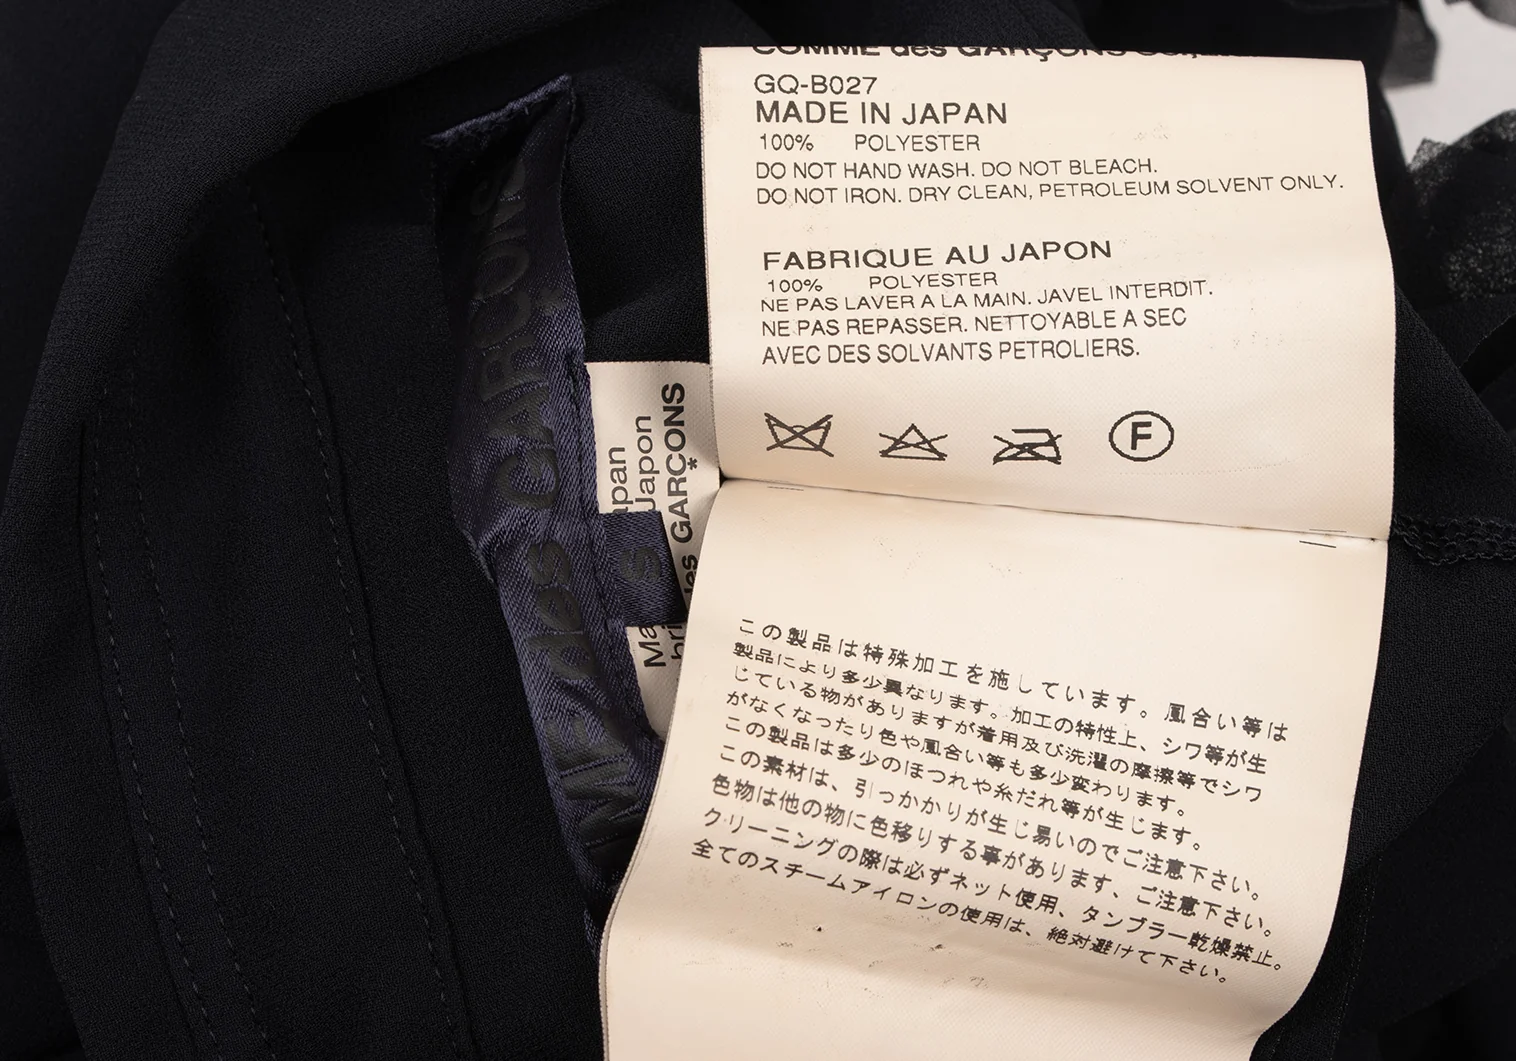 COMME des GARÇONS
GQ-B027
MADE IN JAPAN
100% POLYESTER
DO NOT HAND WASH. DO NOT BLEACH.
DO NOT IRON. DRY CLEAN, PETROLEUM SOLVENT ONLY.
FABRIQUE AU JAPON
100% POLYESTER
NE PAS LAVER A LA MAIN. JAVEL INTERDIT.
NE PAS REPASSER. NETTOYABLE A SEC
AVEC DES SOLVANTS PETROLIERS.
F
この製品は特殊加工を施しています。風合い等は
製品により多少異なります。加工の特性上、シワ等が生
じている物がありますが着用及び洗濯の摩擦等でシワ
がなくなったり色や風合い等も多少変わります。
この製品は多少のほつれや糸だれ等が生じます。
この素材は、引っかかりが生じ易いのでご注意下さい。
色物は他の物に色移りする事があります、ご注意下さい。
クリーニングの際は必ずネット使用、タンブラー乾燥禁止。
全てのスチームアイロンの使用は、絶対避けて下さい。
des GARÇONS
S
Japon
GARÇONS